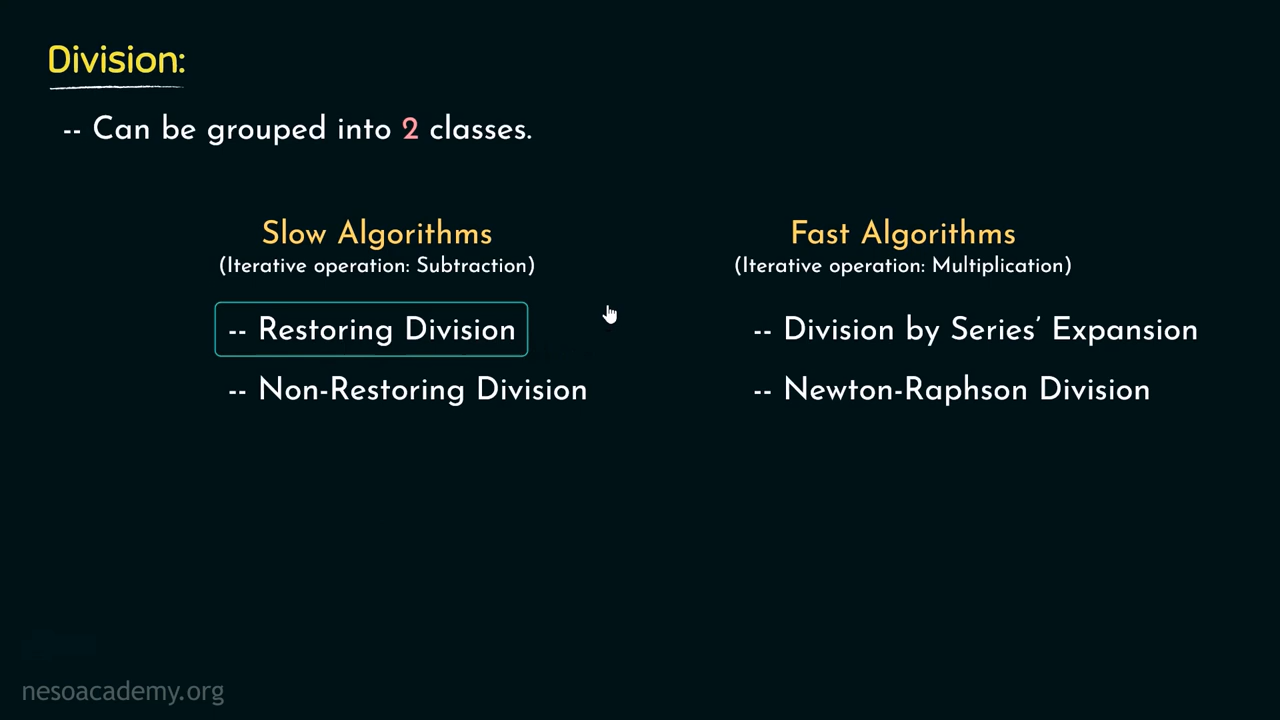 Division:
-- Can be grouped into 2 classes.
Slow Algorithms
(Iterative operation: Subtraction)
-- Restoring Division
-- Non-Restoring Division
Fast Algorithms
(Iterative operation: Multiplication)
-- Division by Series’ Expansion
-- Newton-Raphson Division
nesoacademy.org